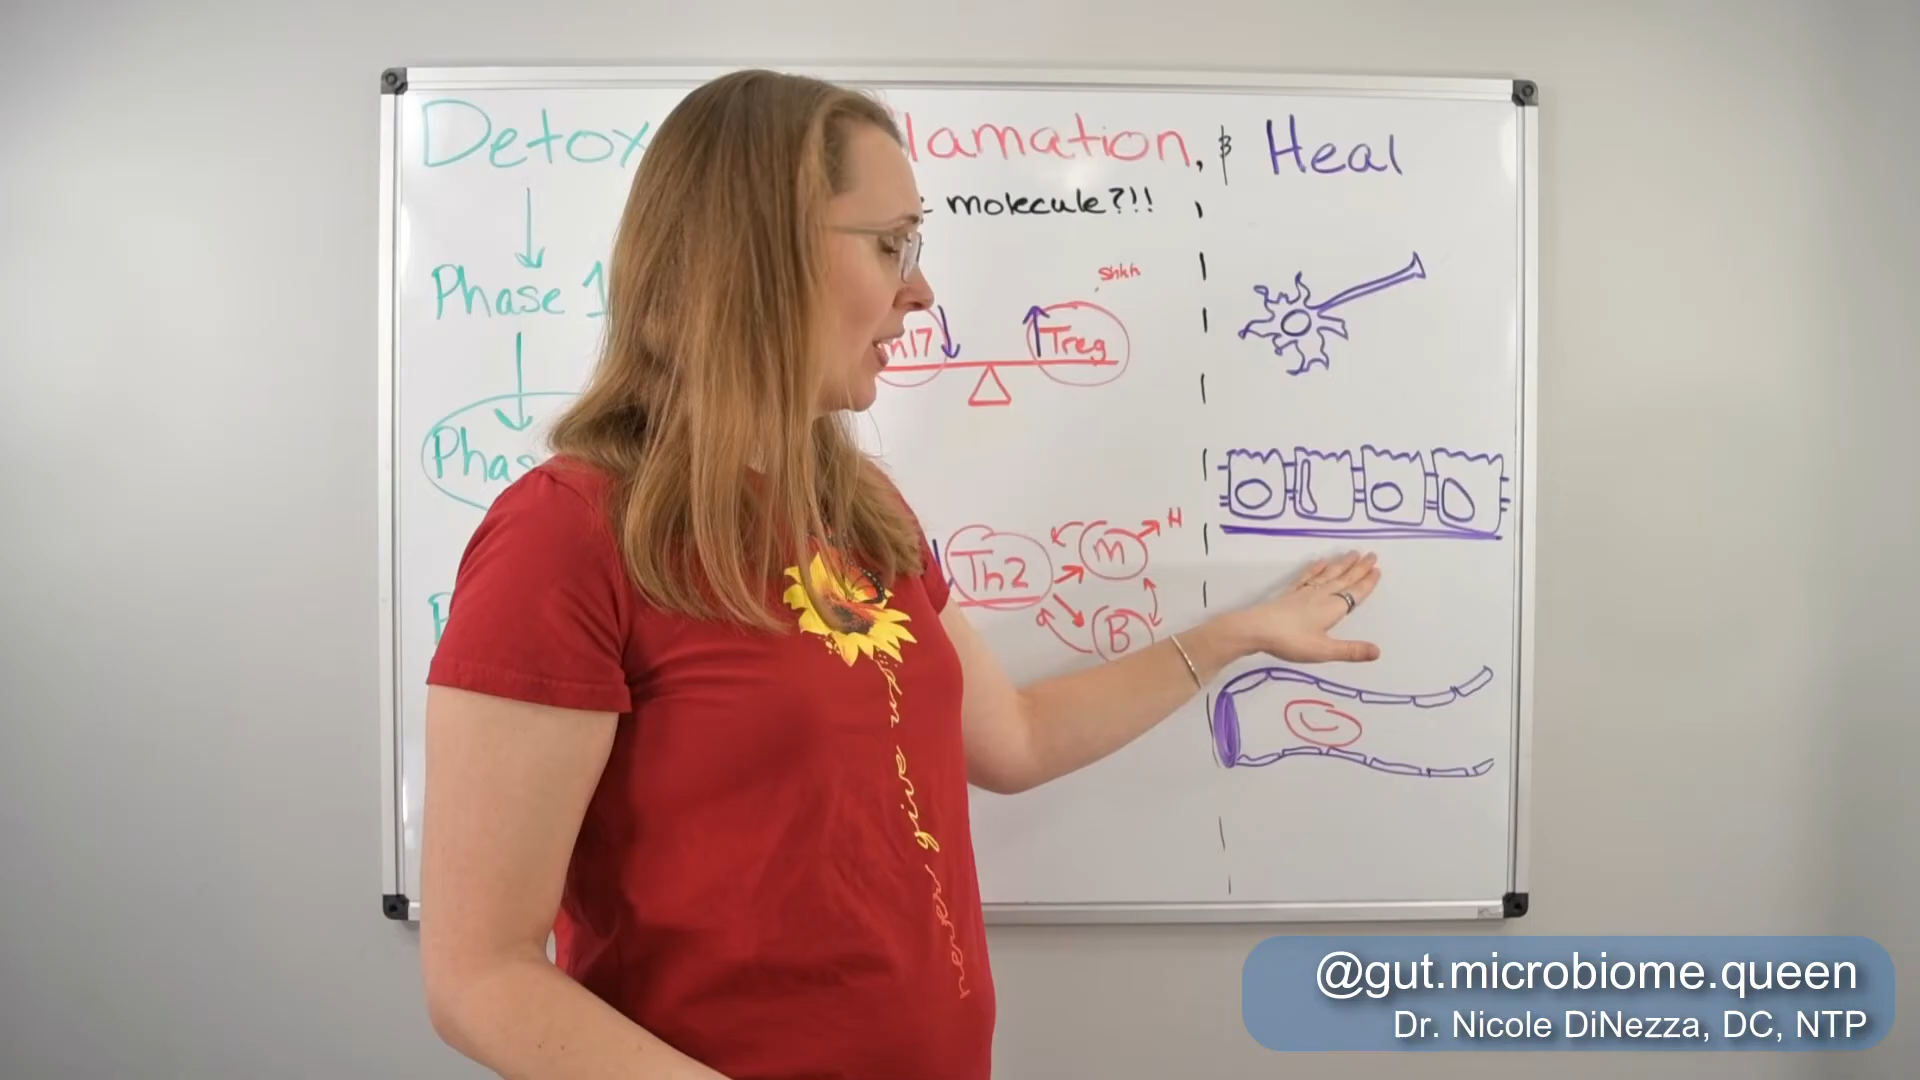 Detox lamation, & Heal
molecule?!!
Phase 1
shhh
n17 Treg
Phas
Th2 M H
B
never give up
@gut.microbiome.queen
Dr. Nicole DiNezza, DC, NTP